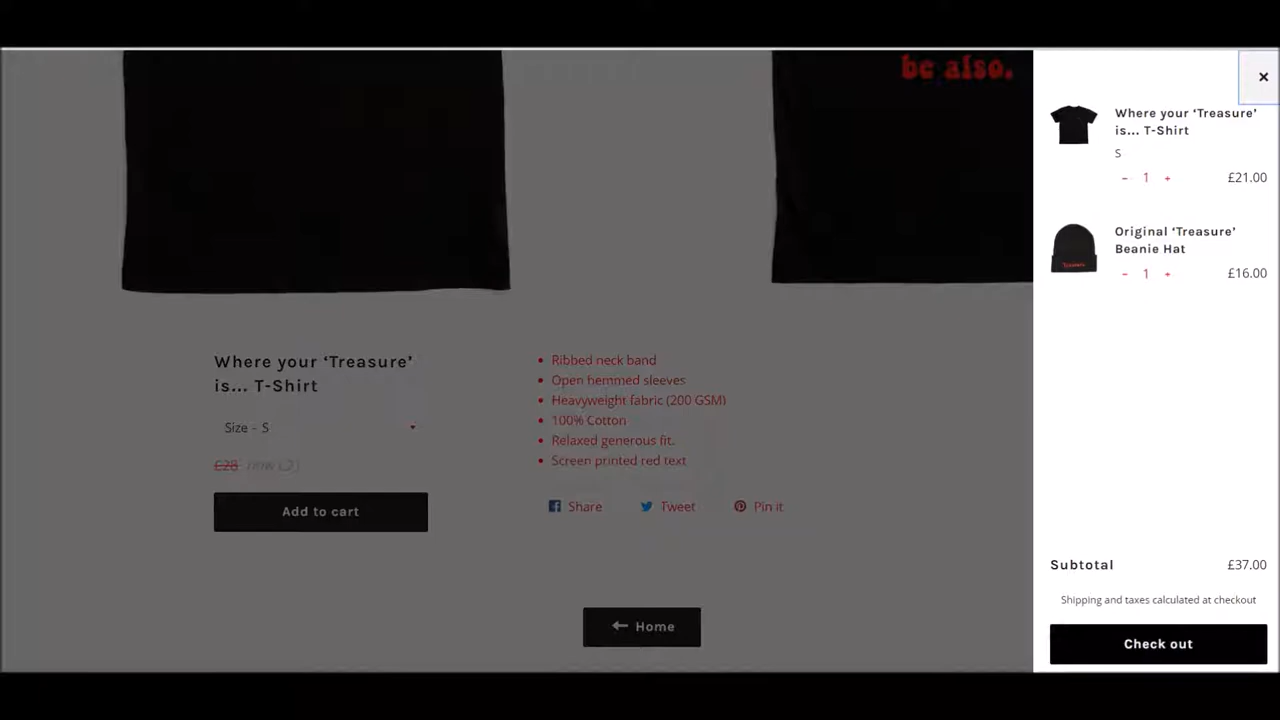 be also.
Where your ‘Treasure’
is... T-Shirt
Size - S
£28
Add to cart
• Ribbed neck band
• Open hemmed sleeves
• Heavyweight fabric (200 GSM)
• 100% Cotton
• Relaxed generous fit.
• Screen printed red text
Share
Tweet
Pin it
← Home
×
Where your ‘Treasure’
is... T-Shirt
S
− 1 + £21.00
Original ‘Treasure’
Beanie Hat
− 1 + £16.00
Subtotal £37.00
Shipping and taxes calculated at checkout
Check out